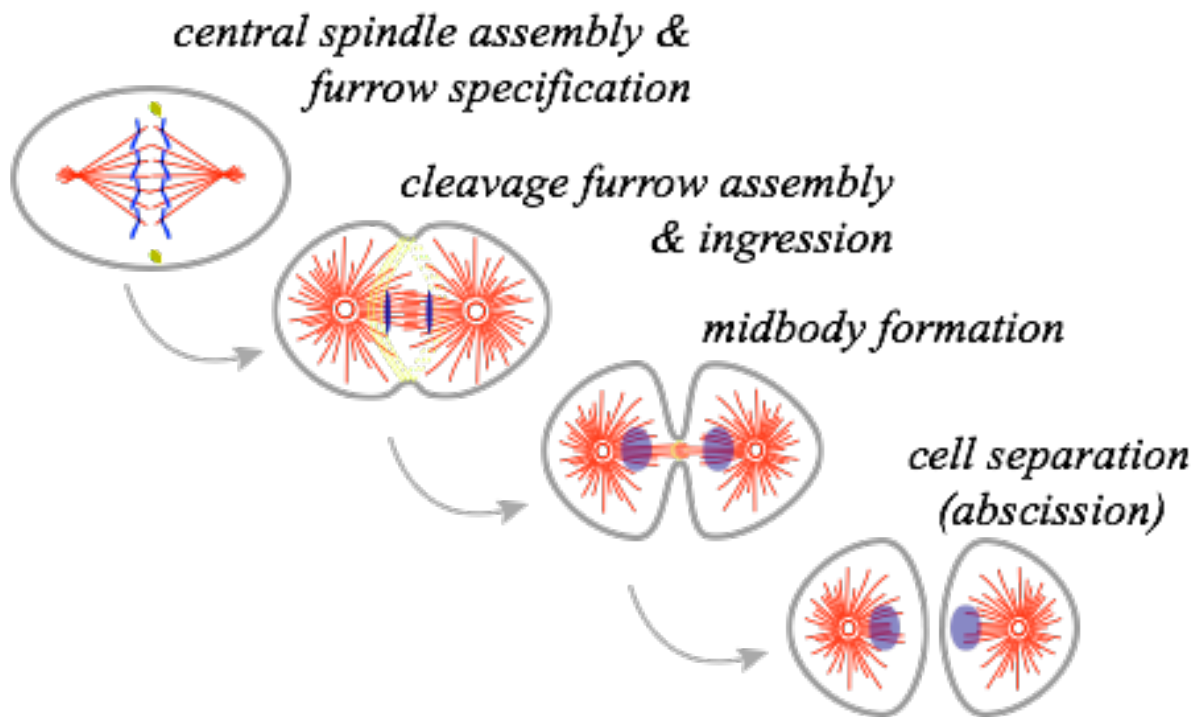 central spindle assembly &
furrow specification
cleavage furrow assembly
& ingression
midbody formation
cell separation
(abscission)